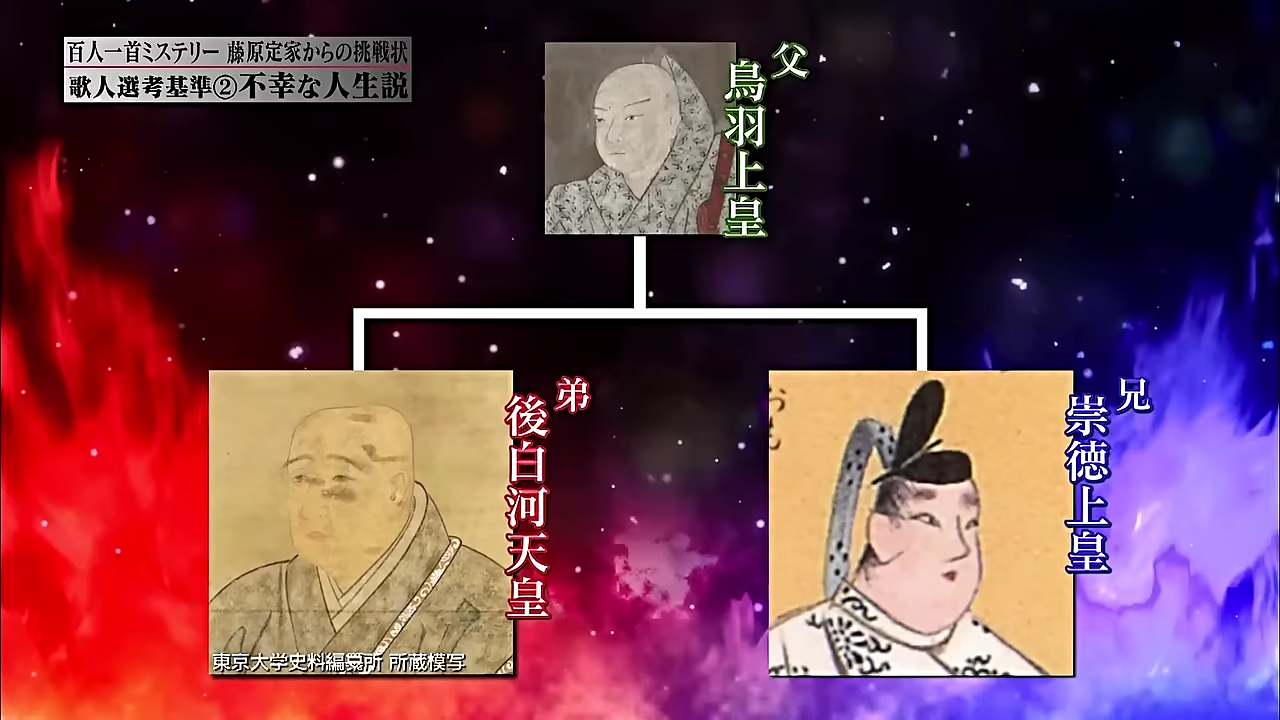 百人一首ミステリー 藤原定家からの挑戦状
歌人選考基準②不幸な人生説
父
鳥羽上皇
弟
後白河天皇
兄
崇徳上皇
東京大学史料編纂所 所蔵模写